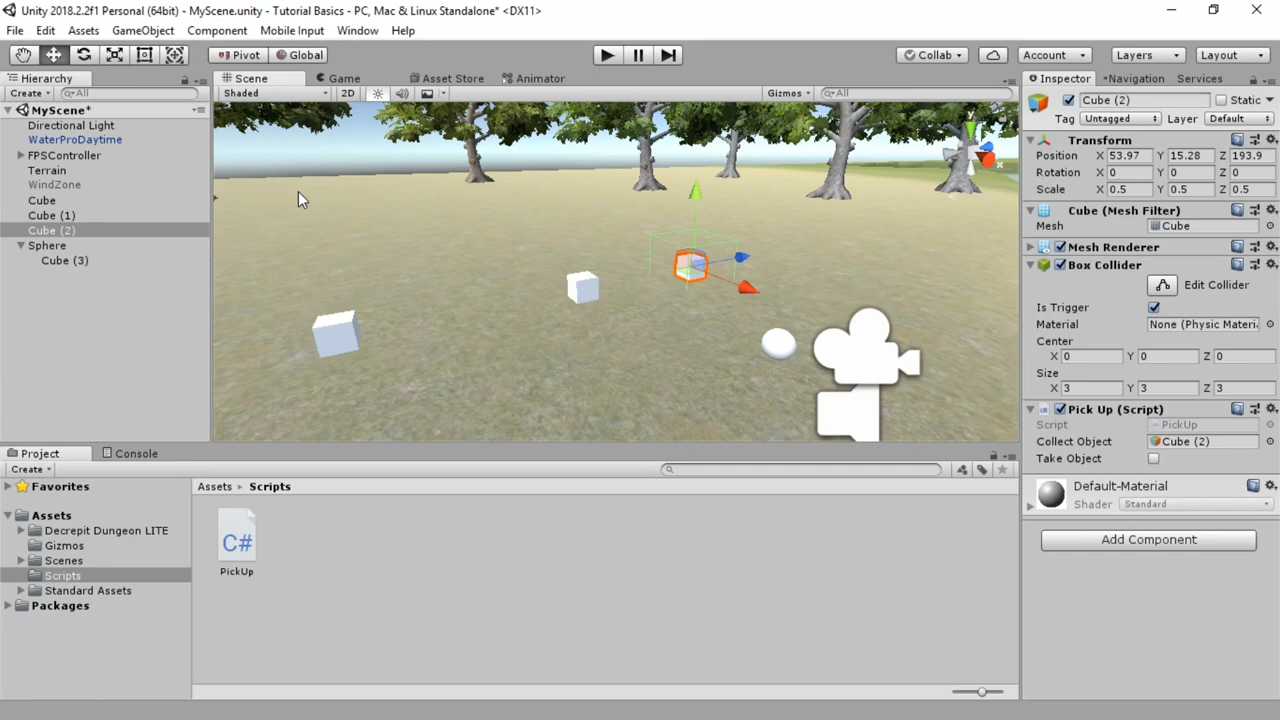 Unity 2018.2.2f1 Personal (64bit) - MyScene.unity - Tutorial Basics - PC, Mac & Linux Standalone* <DX11>
File Edit Assets GameObject Component Mobile Input Window Help
Pivot Global Collab Account Layers Layout
Hierarchy
Create All
MyScene*
Directional Light
WaterProDaytime
FPSController
Terrain
WindZone
Cube
Cube (1)
Cube (2)
Sphere
Cube (3)
Scene Game Asset Store Animator
Shaded 2D Gizmos All
y
x
Inspector Navigation Services
Cube (2) Static
Tag Untagged Layer Default
Transform
Position X 53.97 Y 15.28 Z 193.9
Rotation X 0 Y 0 Z 0
Scale X 0.5 Y 0.5 Z 0.5
Cube (Mesh Filter)
Mesh Cube
Mesh Renderer
Box Collider
Edit Collider
Is Trigger
Material None (Physic Materi
Center
X 0 Y 0 Z 0
Size
X 3 Y 3 Z 3
Pick Up (Script)
Script PickUp
Collect Object Cube (2)
Take Object
Default-Material
Shader Standard
Add Component
Project Console
Create
Favorites
Assets
Decrepit Dungeon LITE
Gizmos
Scenes
Scripts
Standard Assets
Packages
Assets Scripts
C#
PickUp